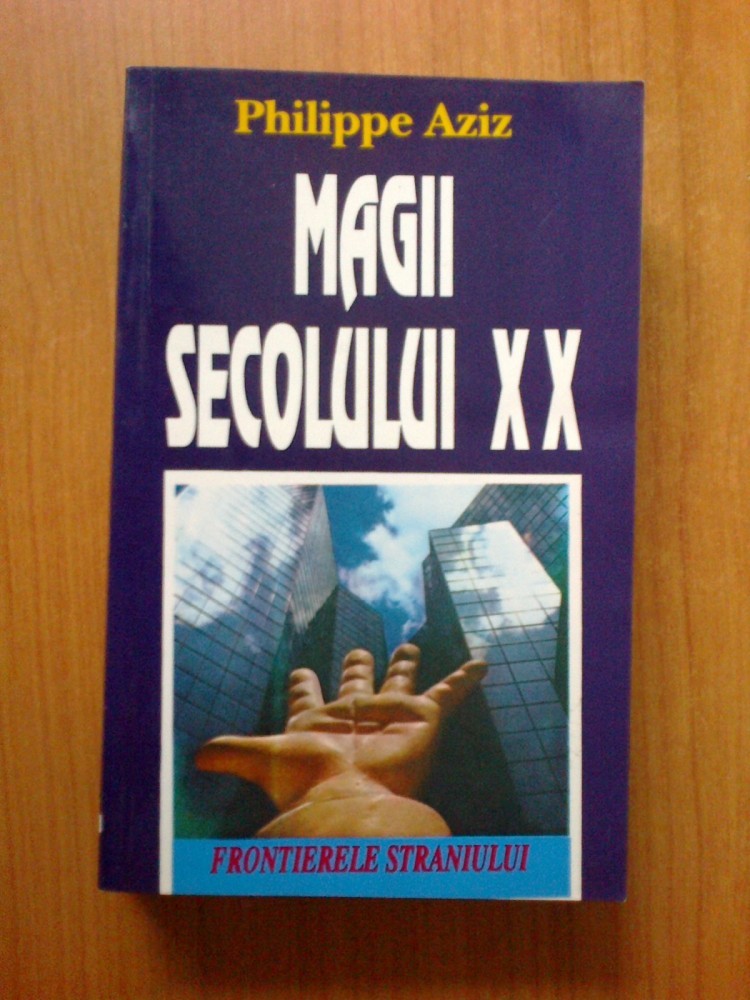 Philippe Aziz
MAGII
SECOLULUI XX
FRONTIERELE STRANIULUI